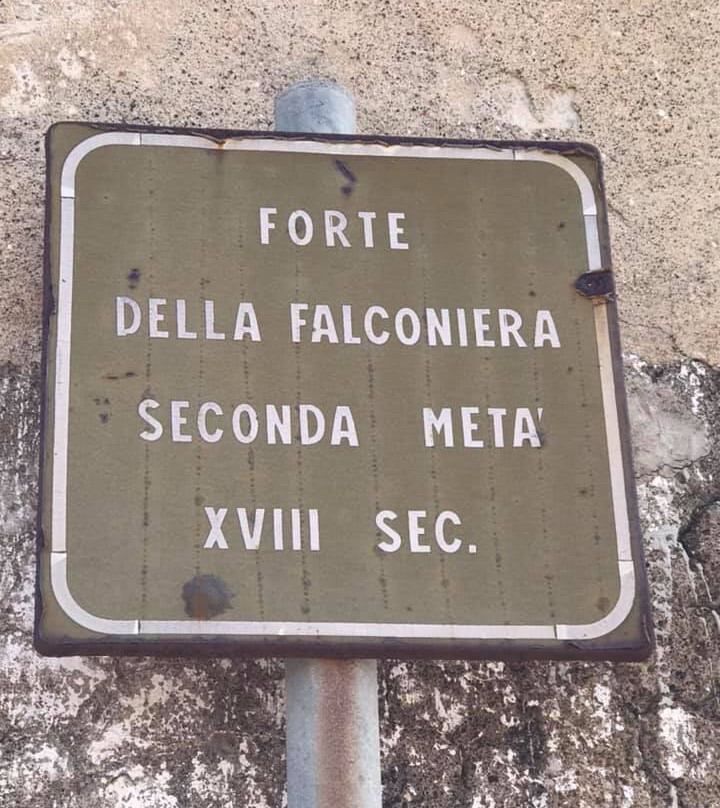 FORTE
DELLA FALCONIERA
SECONDA META'
XVIII SEC.